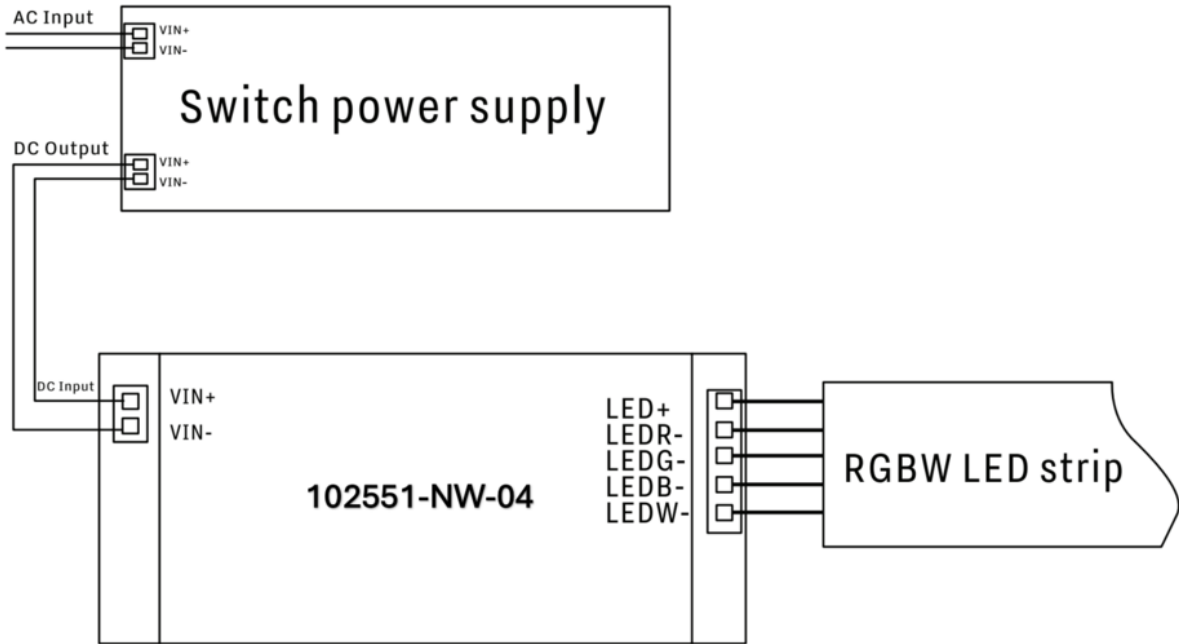 AC Input
VIN+
VIN-
Switch power supply
DC Output
VIN+
VIN-
DC Input
VIN+
VIN-
102551-NW-04
LED+
LEDR-
LEDG-
LEDB-
LEDW-
RGBW LED strip